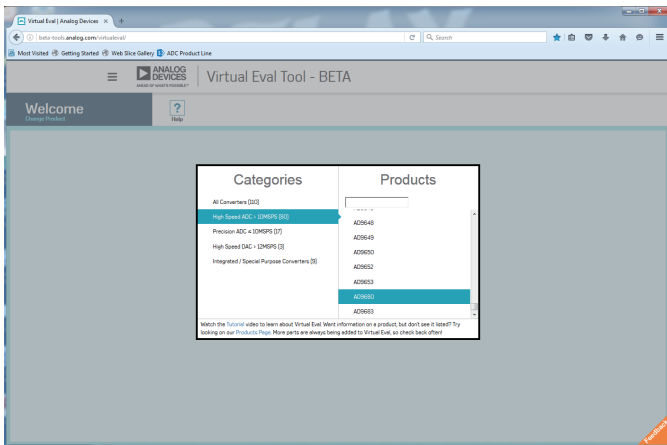 Virtual Eval | Analog Devices
beta-tools.analog.com/virtualeval/
Search
Most Visited Getting Started Web Slice Gallery ADC Product Line
ANALOG DEVICES
AHEAD OF WHAT'S POSSIBLE™
Virtual Eval Tool - BETA
Welcome
Change Product
Help
Categories
Products
All Converters (110)
High Speed ADC > 10MSPS (80)
Precision ADC ≤ 10MSPS (17)
High Speed DAC > 12MSPS (3)
Integrated / Special Purpose Converters (9)
AD9648
AD9649
AD9650
AD9652
AD9653
AD9680
AD9683
Watch the Tutorial video to learn about Virtual Eval. Want information on a product, but don't see it listed? Try
looking on our Products Page. More parts are always being added to Virtual Eval, so check back often!
Feedback